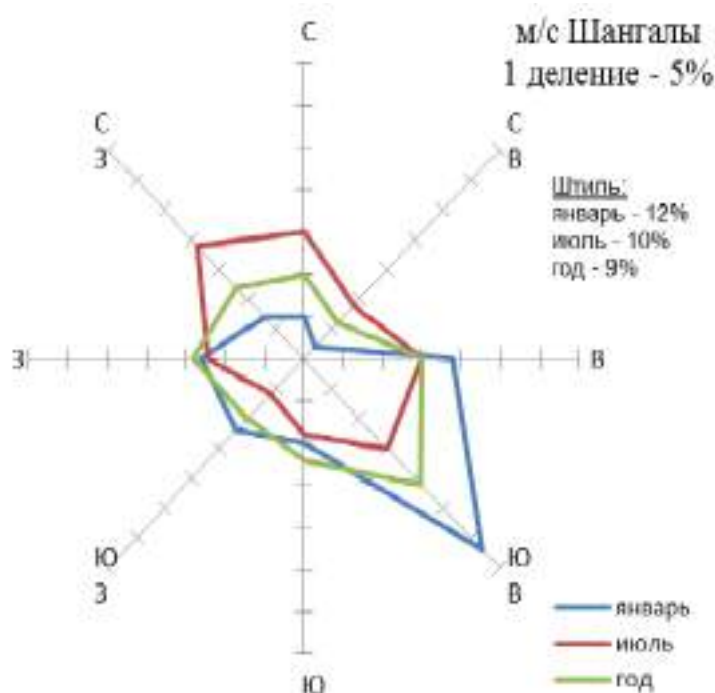 С
м/с Шангалы
1 деление - 5%
С
З
С
В
Штиль:
январь - 12%
июль - 10%
год - 9%
З
В
Ю
З
Ю
В
Ю
январь
июль
год